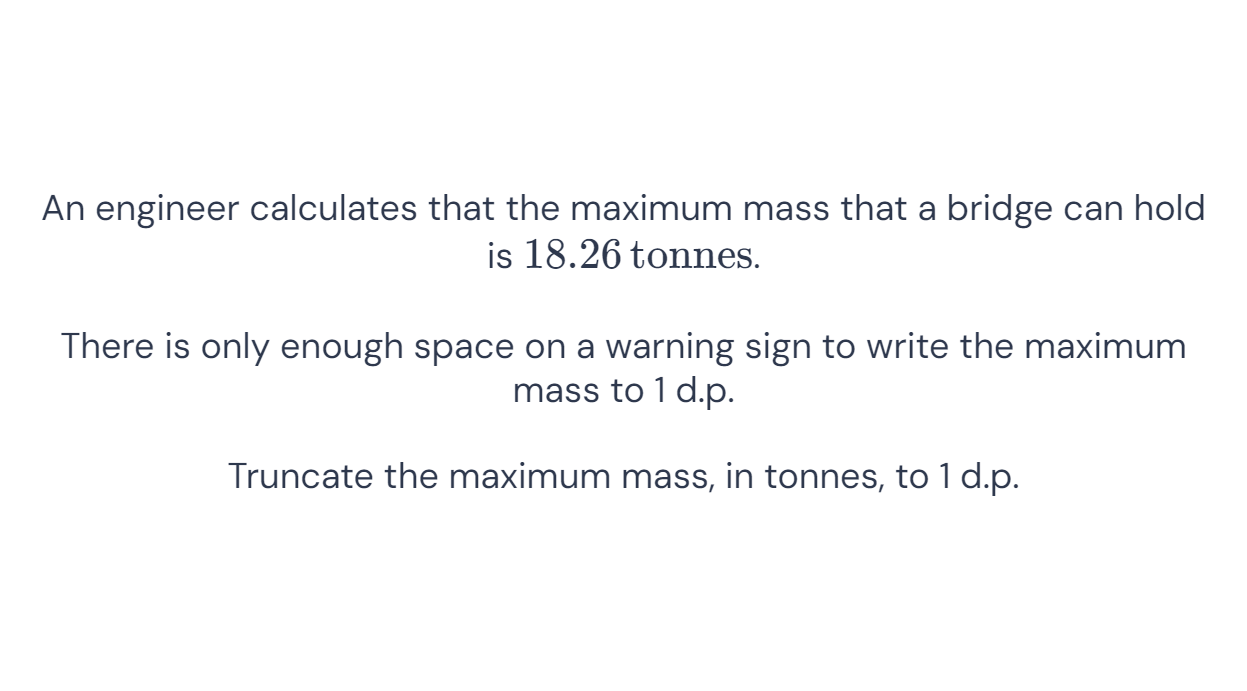 An engineer calculates that the maximum mass that a bridge can hold
is 18.26 tonnes.
There is only enough space on a warning sign to write the maximum
mass to 1 d.p.
Truncate the maximum mass, in tonnes, to 1 d.p.